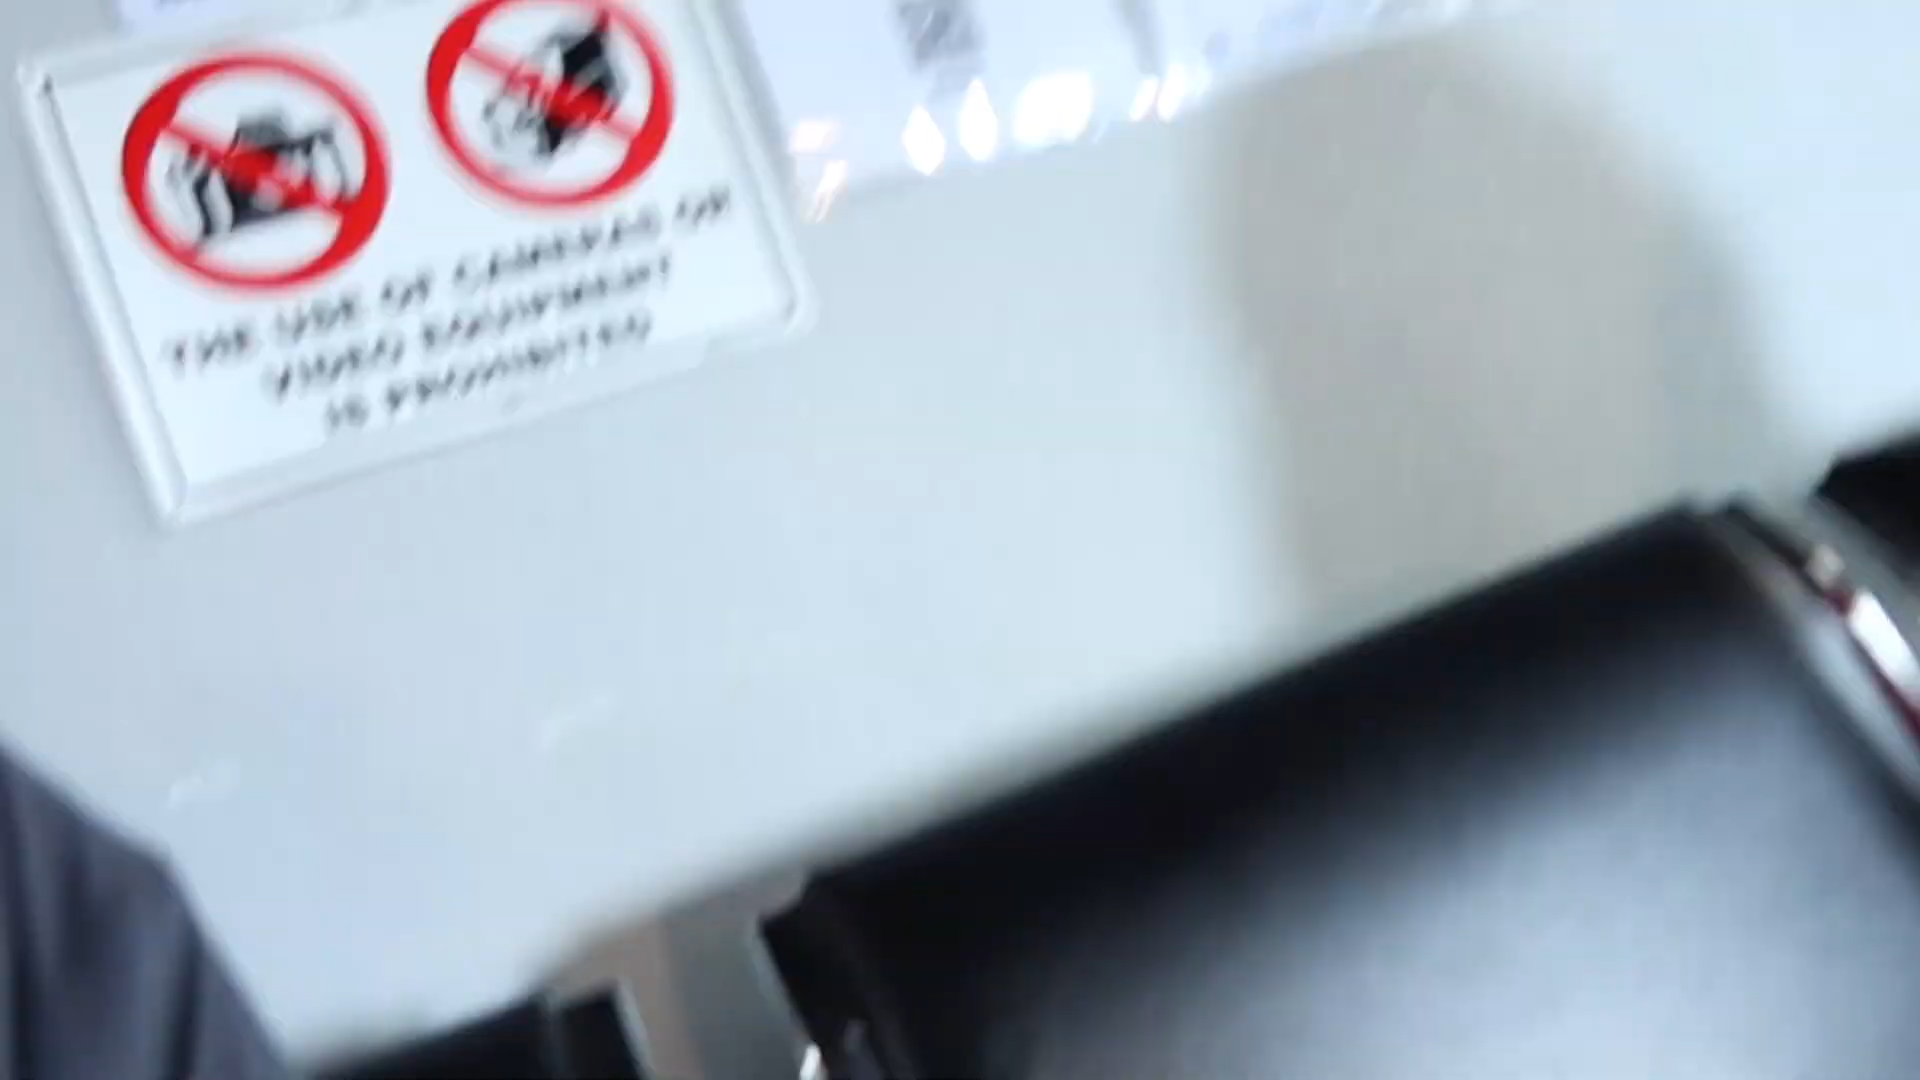 THE USE OF CAMERAS OR
VIDEO EQUIPMENT
IS PROHIBITED